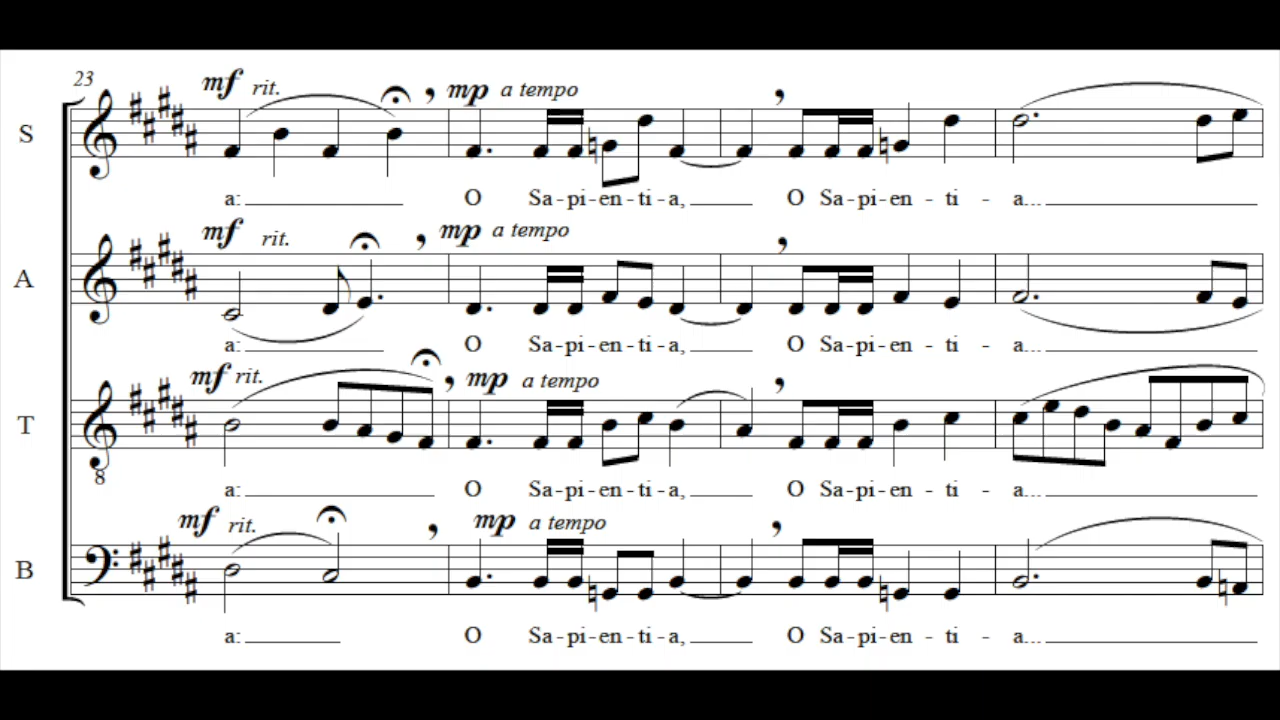 23
mf rit. mp a tempo
S
a: O Sa-pi-en-ti-a, O Sa-pi-en - ti - a...
mf rit. mp a tempo
A
a: O Sa-pi-en-ti-a, O Sa-pi-en - ti - a...
mf rit. mp a tempo
T
8
a: O Sa-pi-en-ti-a, O Sa-pi-en - ti - a...
mf rit. mp a tempo
B
a: O Sa-pi-en-ti-a, O Sa-pi-en - ti - a...